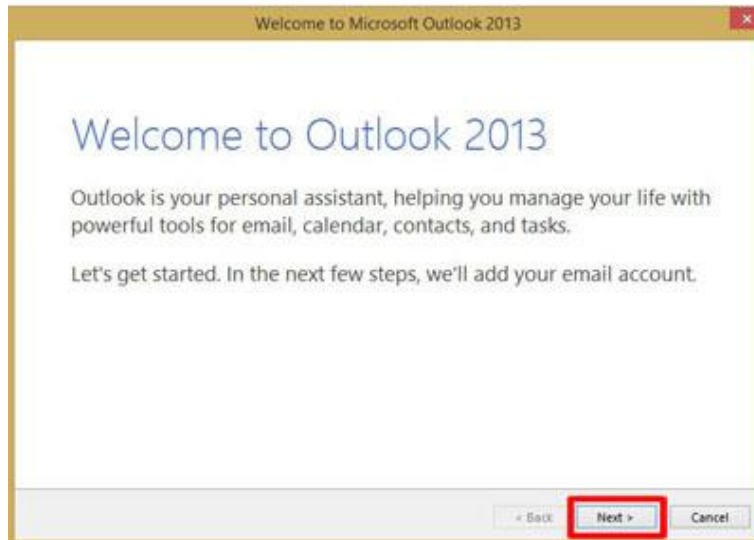 Welcome to Microsoft Outlook 2013
x
Welcome to Outlook 2013
Outlook is your personal assistant, helping you manage your life with
powerful tools for email, calendar, contacts, and tasks.
Let's get started. In the next few steps, we'll add your email account.
< Back Next > Cancel